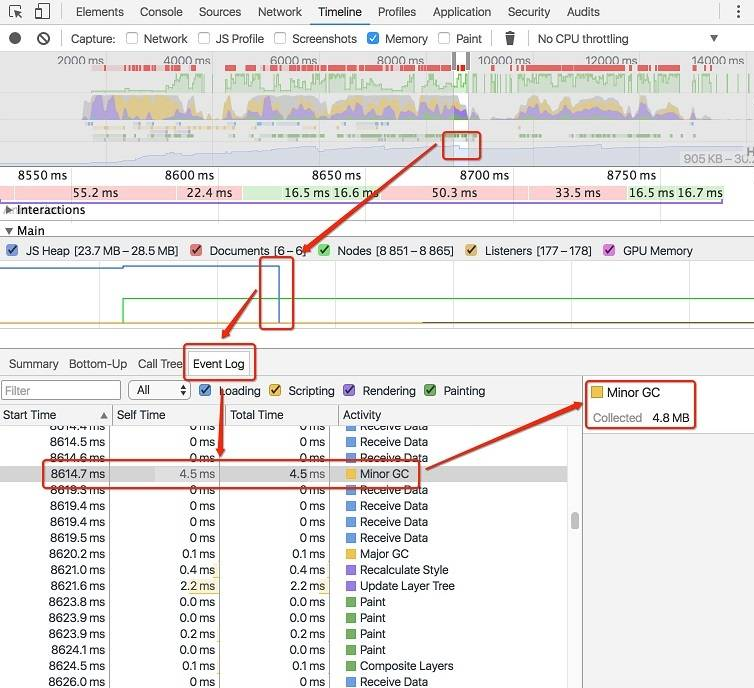 Elements Console Sources Network Timeline Profiles Application Security Audits
Capture: Network JS Profile Screenshots Memory Paint No CPU throttling
2000 ms 4000 ms 6000 ms 8000 ms 10000 ms 12000 ms 14000 ms
905 KB – 30.2
8550 ms 8600 ms 8650 ms 8700 ms 8750 ms
55.2 ms 22.4 ms 16.5 ms 16.6 ms 50.3 ms 33.5 ms 16.5 ms 16.7 ms
Interactions
Main
JS Heap [23.7 MB – 28.5 MB] Documents [6 – 6] Nodes [8 851 – 8 865] Listeners [177 – 178] GPU Memory
Summary Bottom-Up Call Tree Event Log
Filter All Loading Scripting Rendering Painting
Start Time Self Time Total Time Activity
8614.4 ms 0 ms 0 ms Receive Data
8614.5 ms 0 ms 0 ms Receive Data
8614.6 ms 0 ms 0 ms Receive Data
8614.7 ms 4.5 ms 4.5 ms Minor GC
8619.3 ms 0 ms 0 ms Receive Data
8619.4 ms 0 ms 0 ms Receive Data
8619.4 ms 0 ms 0 ms Receive Data
8619.5 ms 0 ms 0 ms Receive Data
8620.2 ms 0.1 ms 0.1 ms Major GC
8621.0 ms 0.4 ms 0.4 ms Recalculate Style
8621.6 ms 2.2 ms 2.2 ms Update Layer Tree
8623.8 ms 0.0 ms 0.0 ms Paint
8623.9 ms 0.0 ms 0.0 ms Paint
8623.9 ms 0.2 ms 0.2 ms Paint
8624.1 ms 0.0 ms 0.0 ms Paint
8624.5 ms 0.1 ms 0.1 ms Composite Layers
8626.0 ms 0 ms 0 ms Receive Data
Minor GC
Collected 4.8 MB